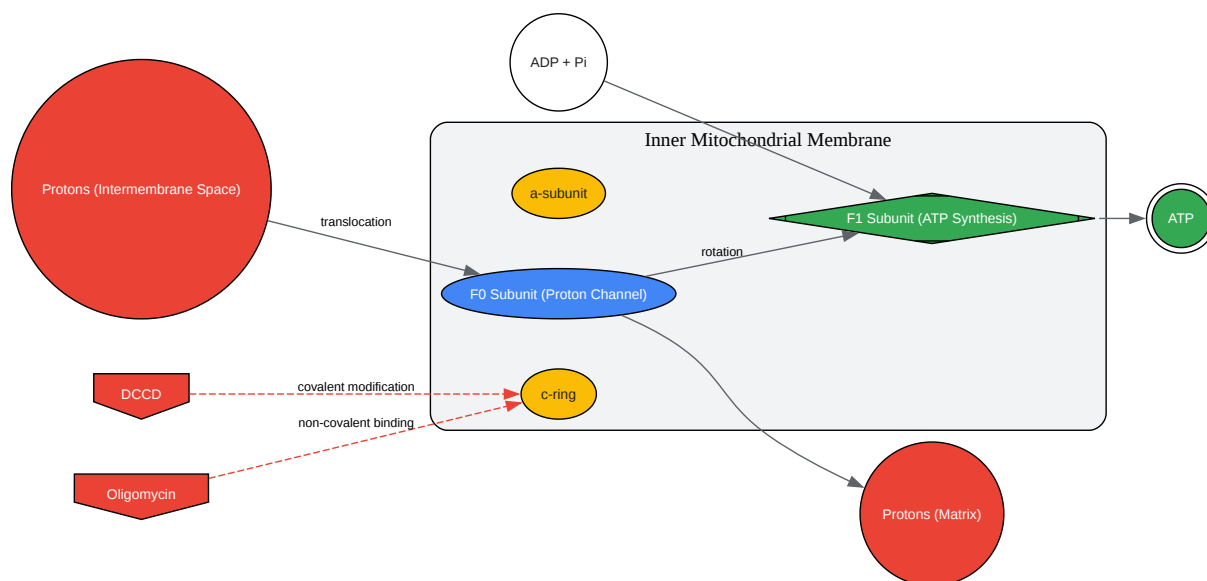 ADP + Pi
Inner Mitochondrial Membrane
Protons (Intermembrane Space)
a-subunit
translocation
F1 Subunit (ATP Synthesis)
ATP
rotation
F0 Subunit (Proton Channel)
DCCD
covalent modification
c-ring
non-covalent binding
Oligomycin
Protons (Matrix)